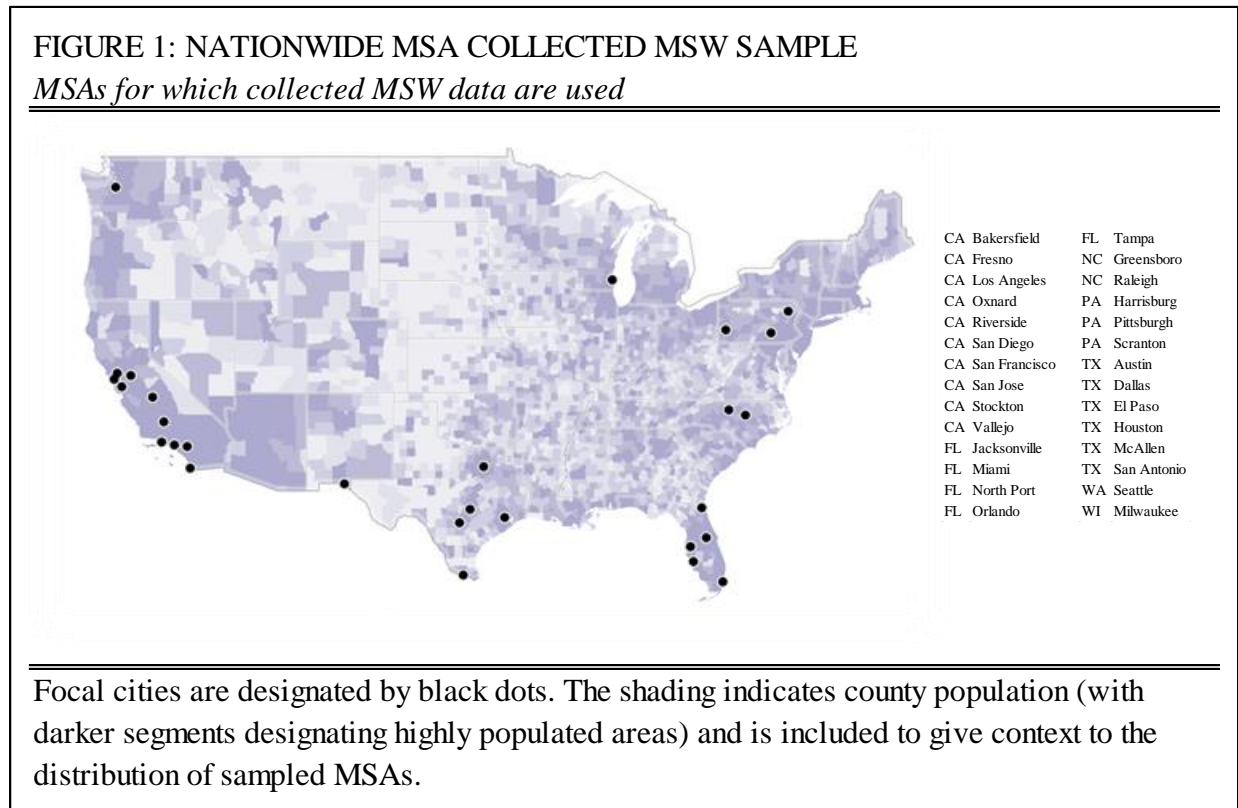 FIGURE 1: NATIONWIDE MSA COLLECTED MSW SAMPLE
MSAs for which collected MSW data are used
CA Bakersfield FL Tampa
CA Fresno NC Greensboro
CA Los Angeles NC Raleigh
CA Oxnard PA Harrisburg
CA Riverside PA Pittsburgh
CA San Diego PA Scranton
CA San Francisco TX Austin
CA San Jose TX Dallas
CA Stockton TX El Paso
CA Vallejo TX Houston
FL Jacksonville TX McAllen
FL Miami TX San Antonio
FL North Port WA Seattle
FL Orlando WI Milwaukee
Focal cities are designated by black dots. The shading indicates county population (with
darker segments designating highly populated areas) and is included to give context to the
distribution of sampled MSAs.